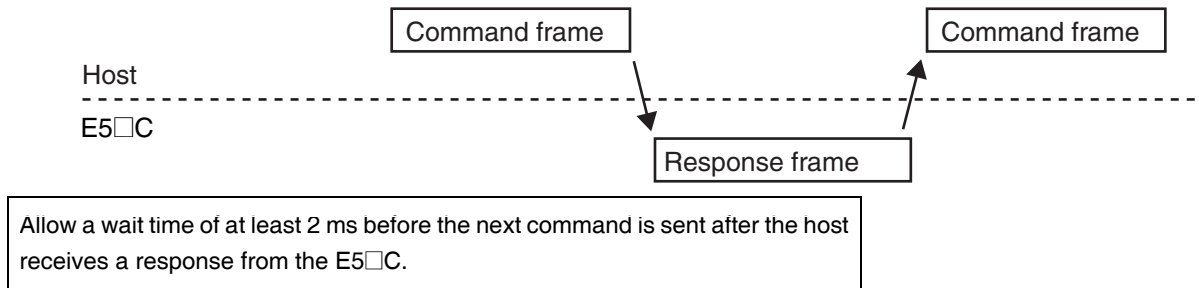 Command frame Command frame
Host
E5□C
Response frame
Allow a wait time of at least 2 ms before the next command is sent after the host
receives a response from the E5□C.